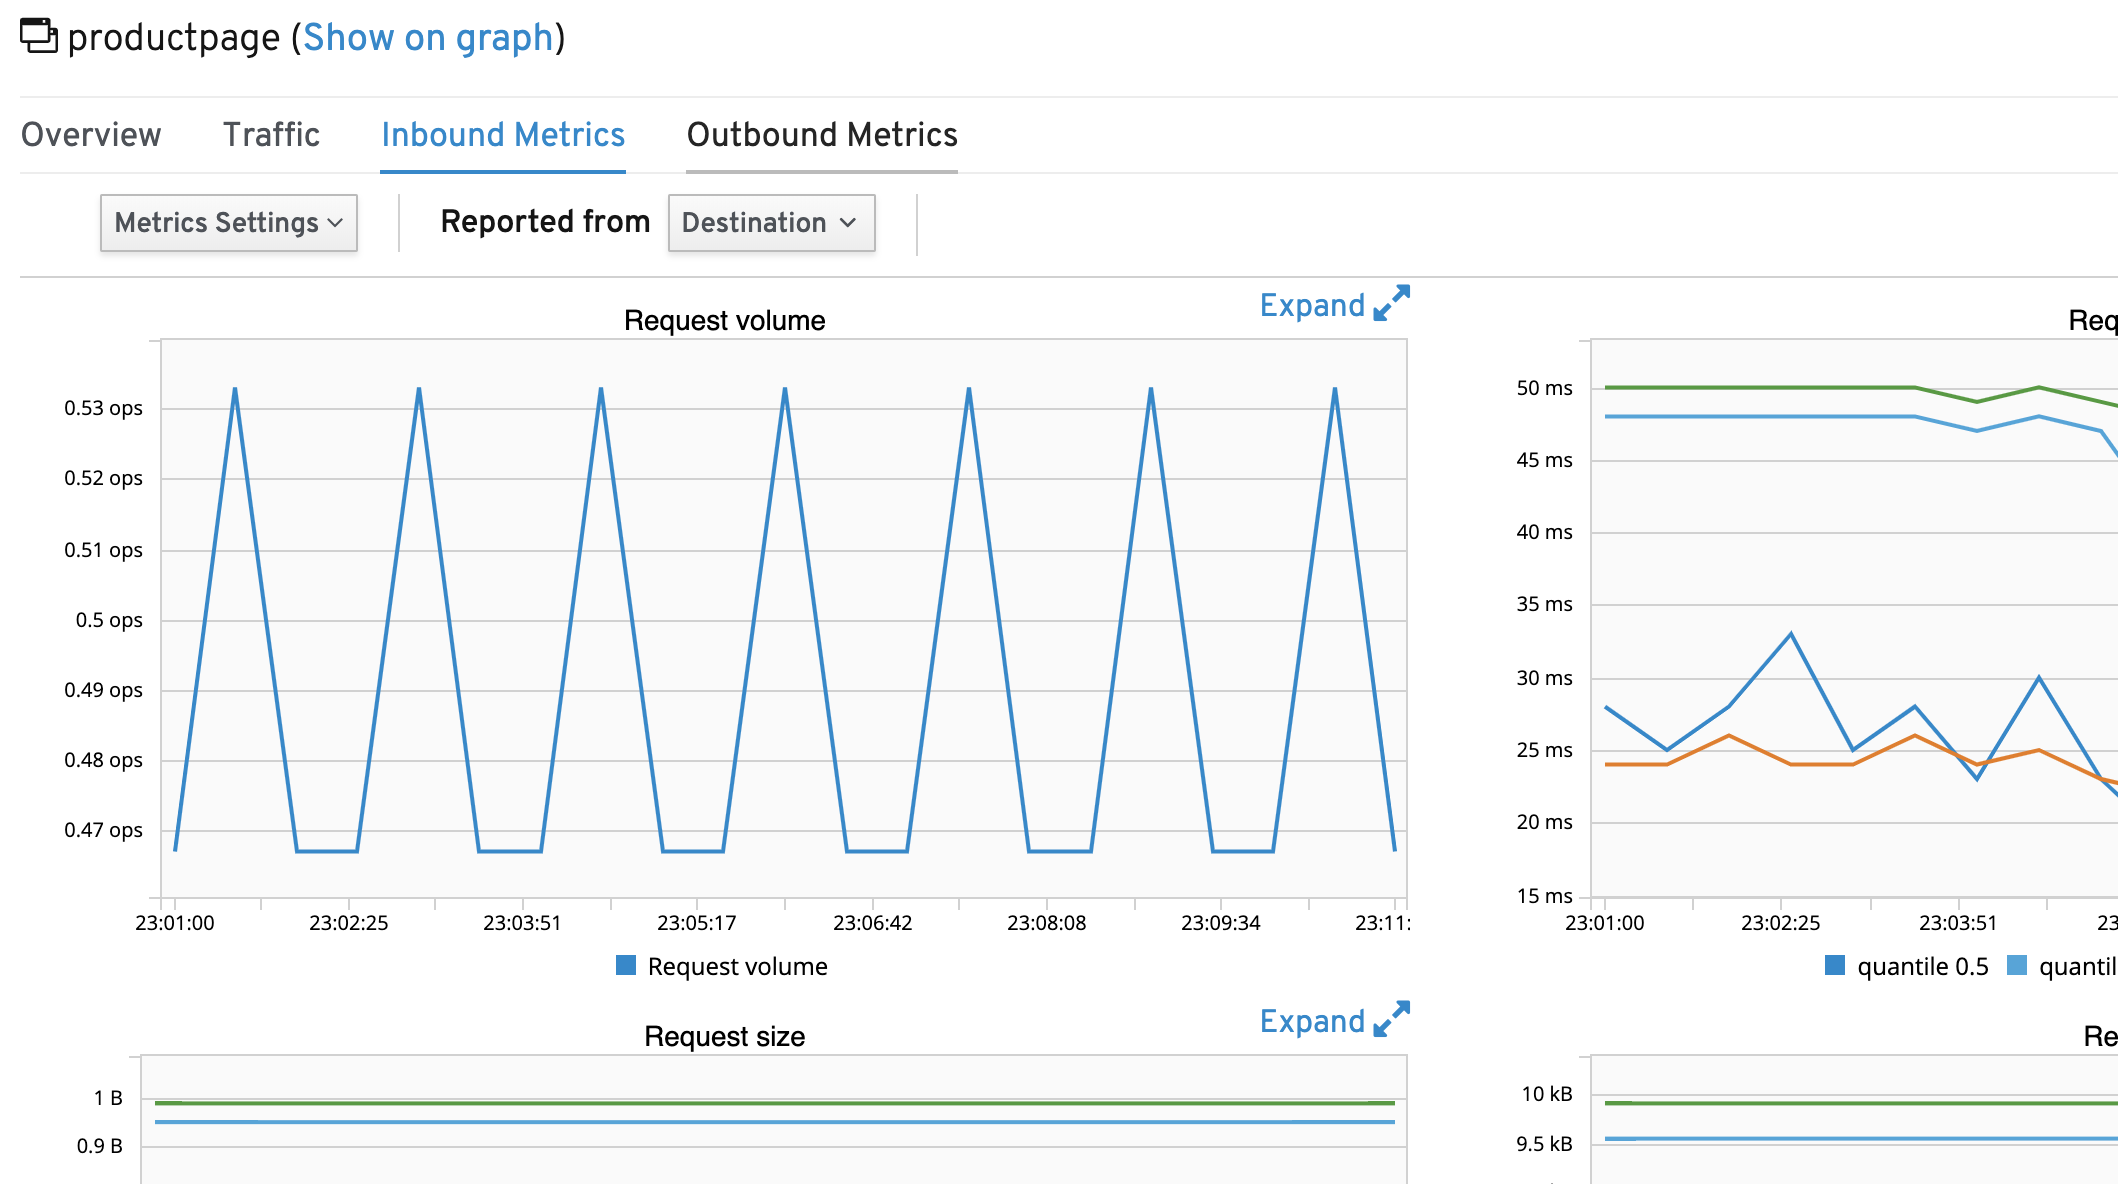 productpage (Show on graph)
Overview Traffic Inbound Metrics Outbound Metrics
Metrics Settings Reported from Destination
Request volume Expand
0.53 ops
0.52 ops
0.51 ops
0.5 ops
0.49 ops
0.48 ops
0.47 ops
23:01:00 23:02:25 23:03:51 23:05:17 23:06:42 23:08:08 23:09:34 23:11:
Request volume
Req
50 ms
45 ms
40 ms
35 ms
30 ms
25 ms
20 ms
15 ms
23:01:00 23:02:25 23:03:51 23
quantile 0.5 quantil
Request size Expand
1 B
0.9 B
Re
10 kB
9.5 kB